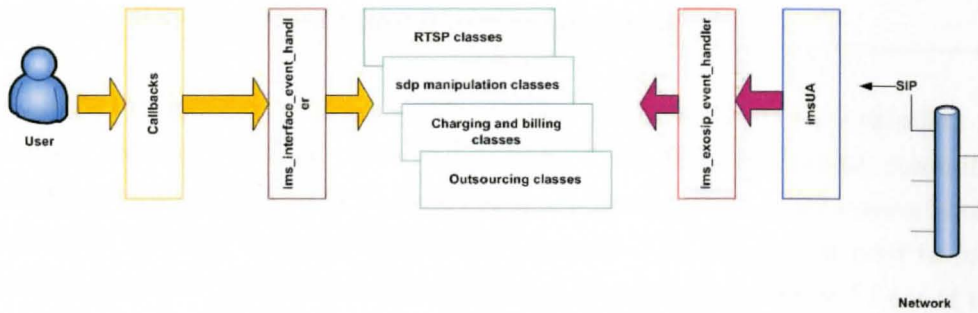 User
Callbacks
Ims_interface_event_handl
er
RTSP classes
sdp manipulation classes
Charging and billing
classes
Outsourcing classes
Ims_exosip_event_handler
imsUA
SIP
Network